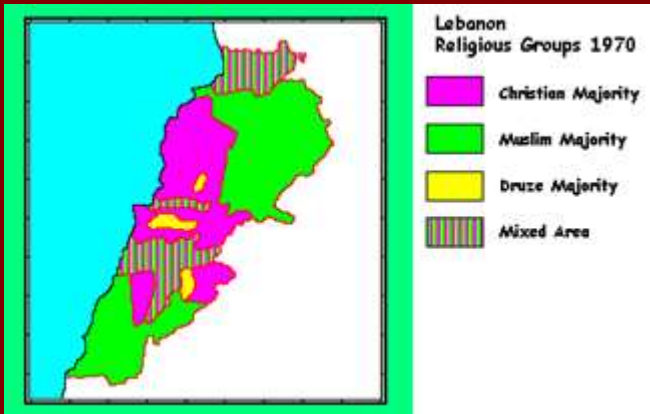 Lebanon
Religious Groups 1970
Christian Majority
Muslim Majority
Druze Majority
Mixed Area